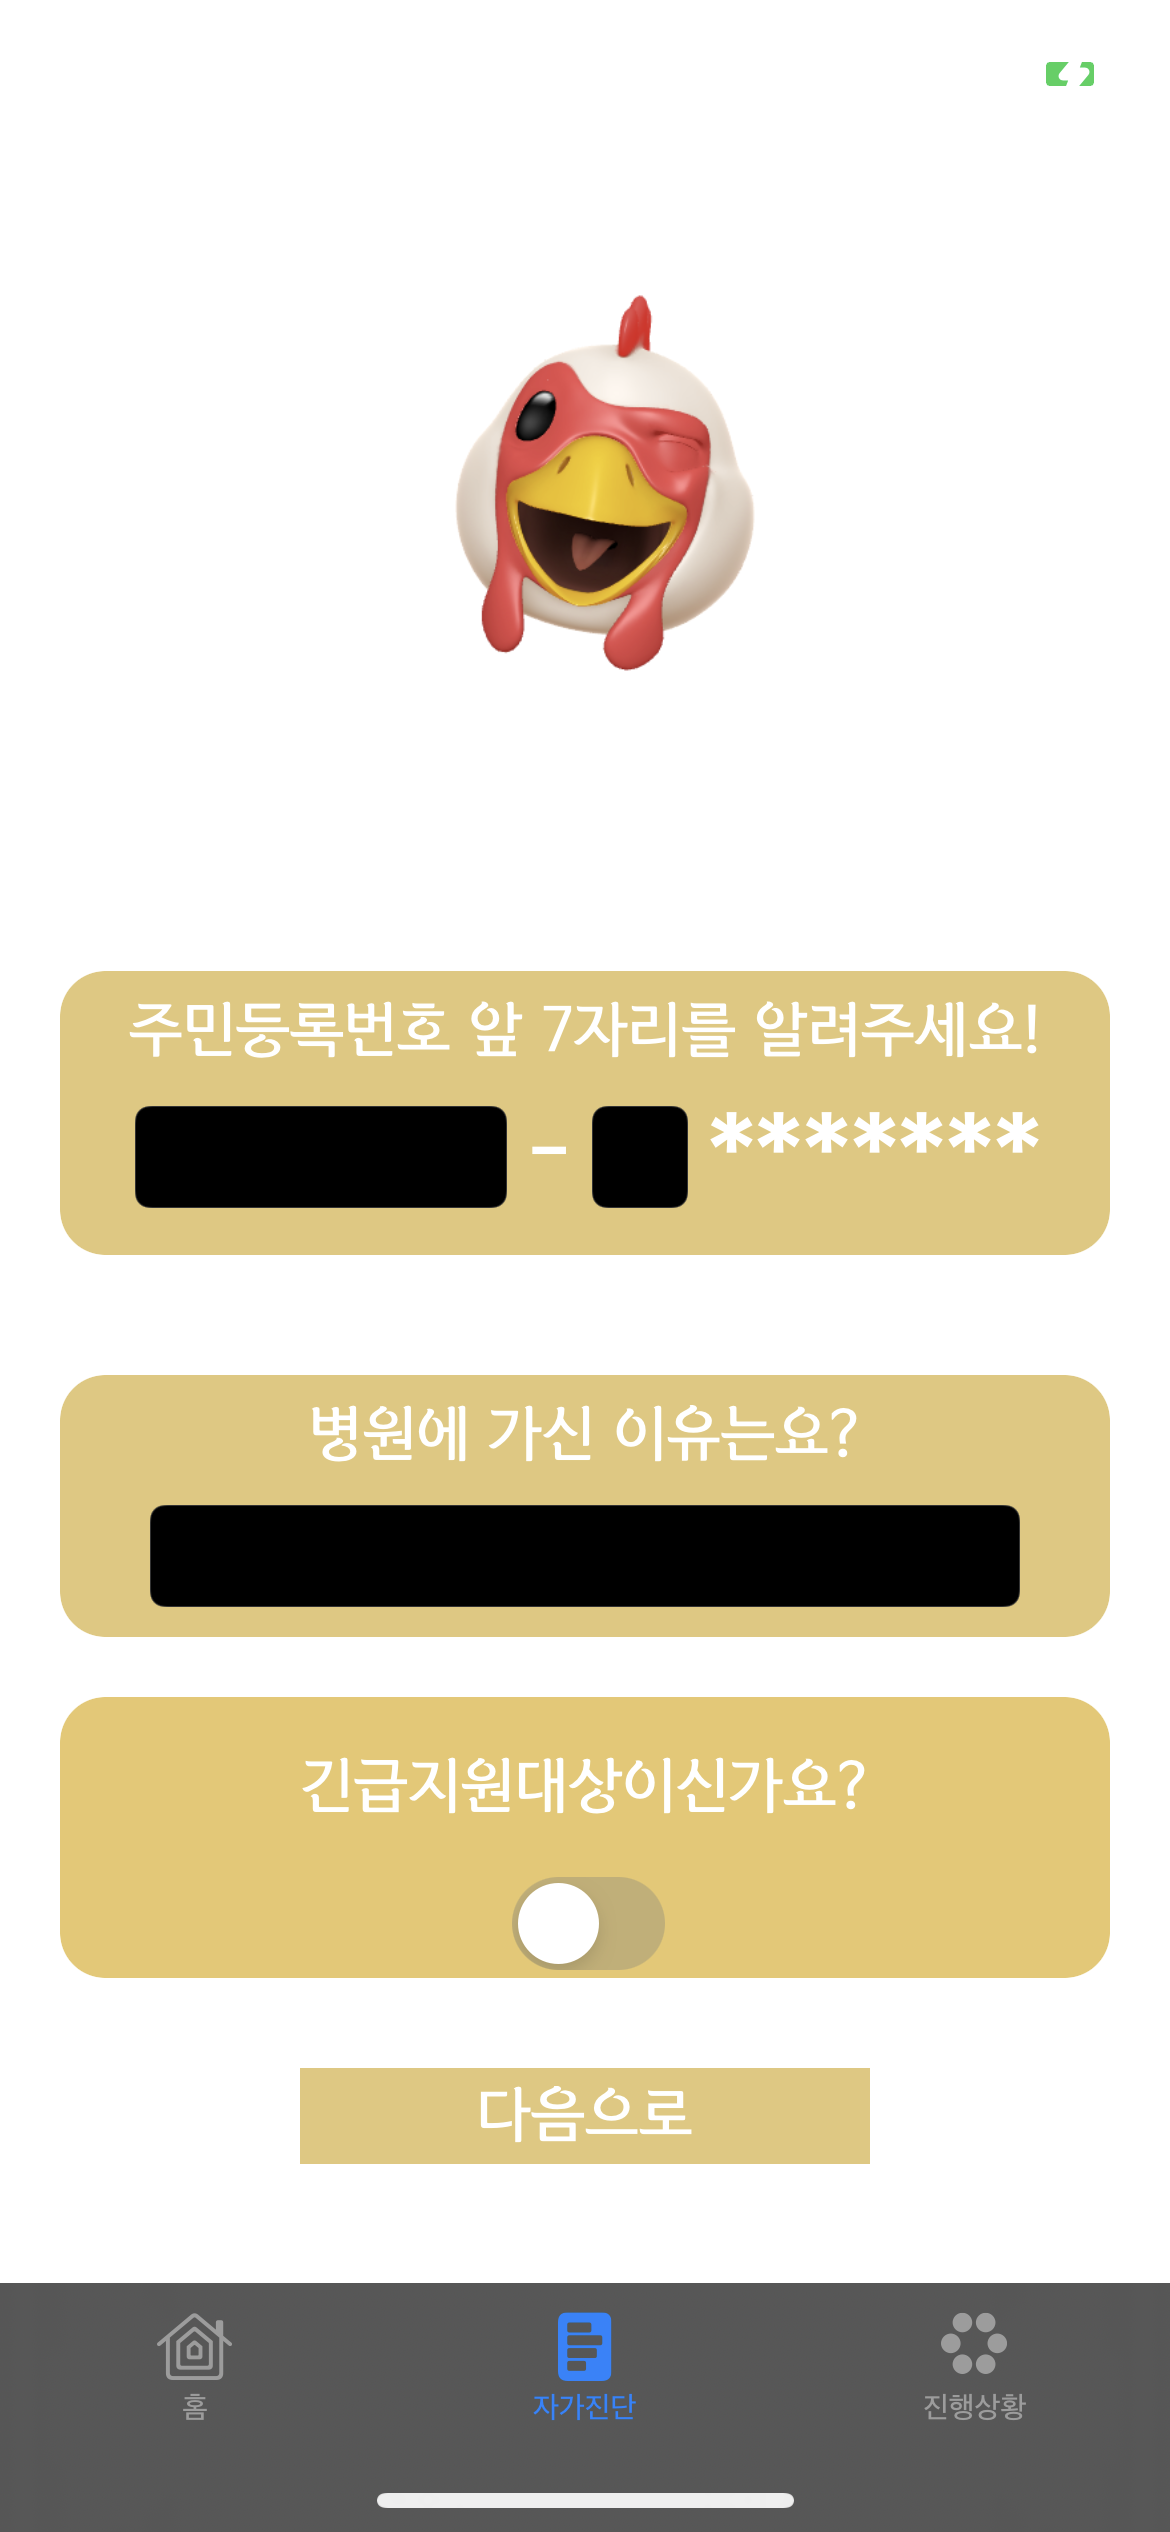 주민등록번호 앞 7자리를 알려주세요!
- *******
병원에 가신 이유는요?
긴급지원대상이신가요?
다음으로
홈
자가진단
진행상황